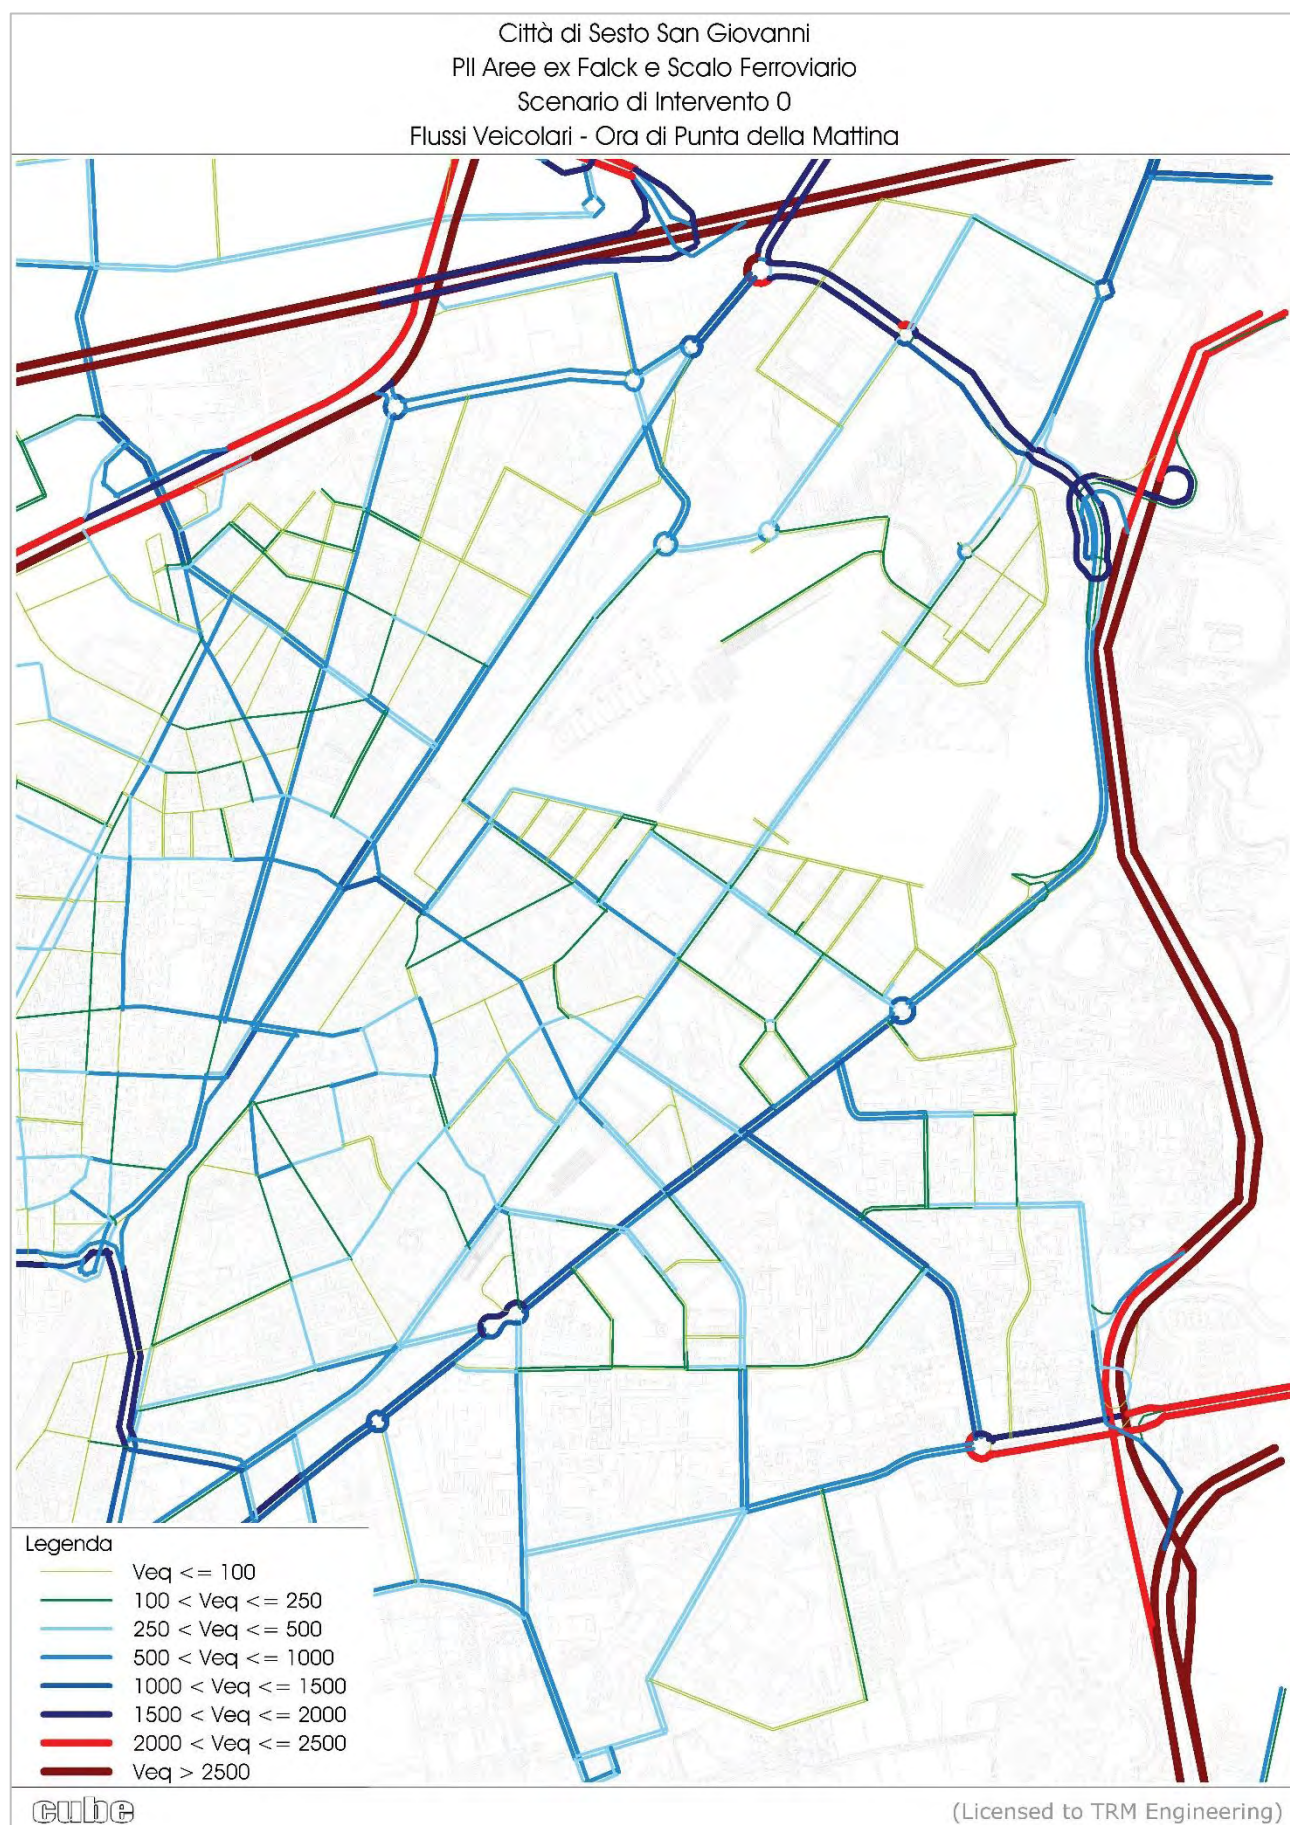 Città di Sesto San Giovanni
PII Aree ex Falck e Scalo Ferroviario
Scenario di Intervento 0
Flussi Veicolari - Ora di Punta della Mattina
Legenda
Veq <= 100
100 < Veq <= 250
250 < Veq <= 500
500 < Veq <= 1000
1000 < Veq <= 1500
1500 < Veq <= 2000
2000 < Veq <= 2500
Veq > 2500
cube
(Licensed to TRM Engineering)